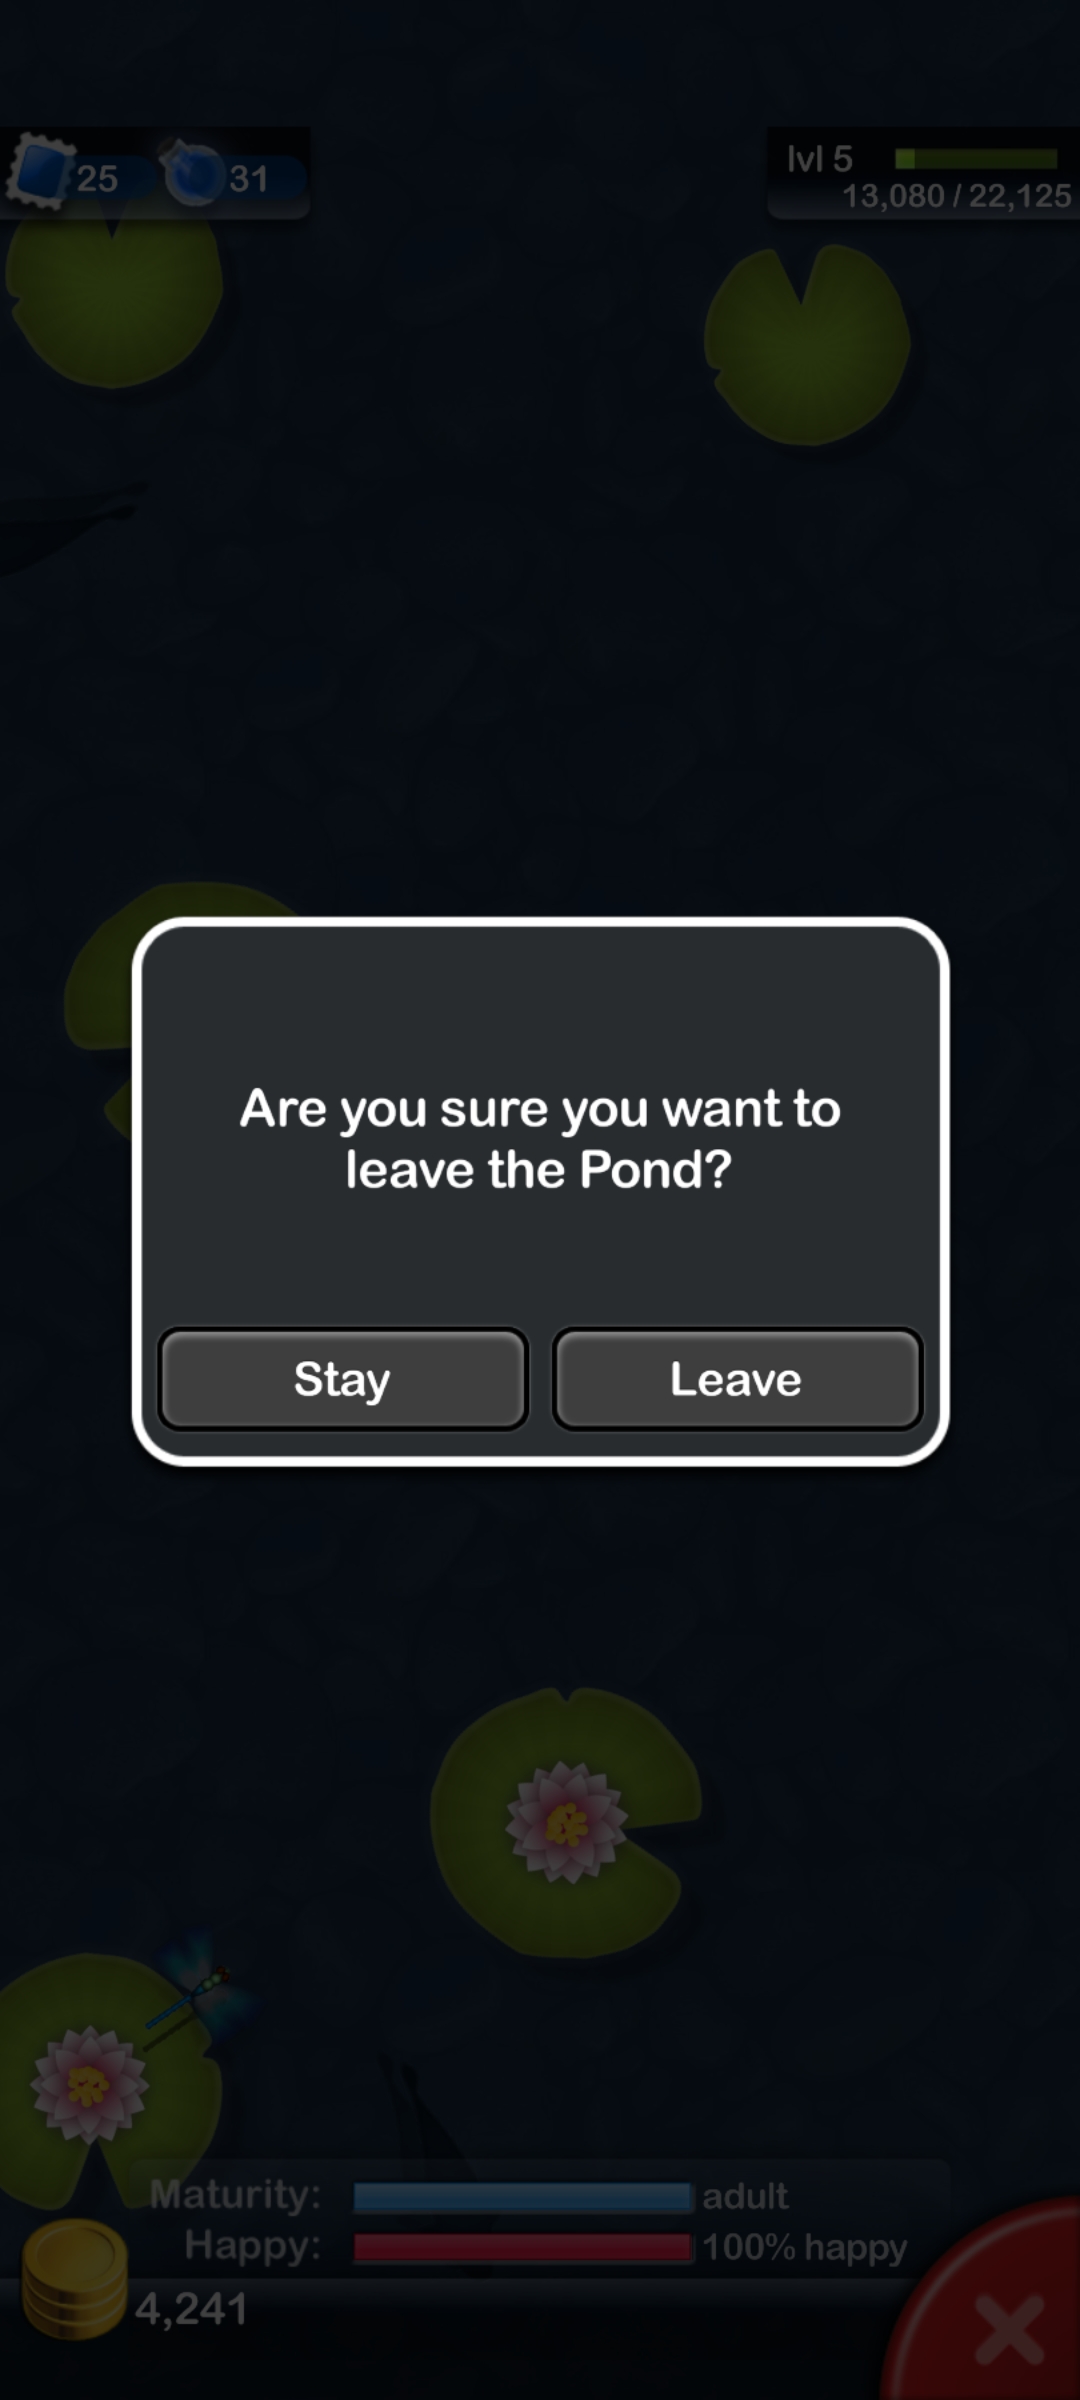 25
31
lvl 5
13,080 / 22,125
Are you sure you want to
leave the Pond?
Stay
Leave
Maturity:
adult
Happy:
100% happy
4,241